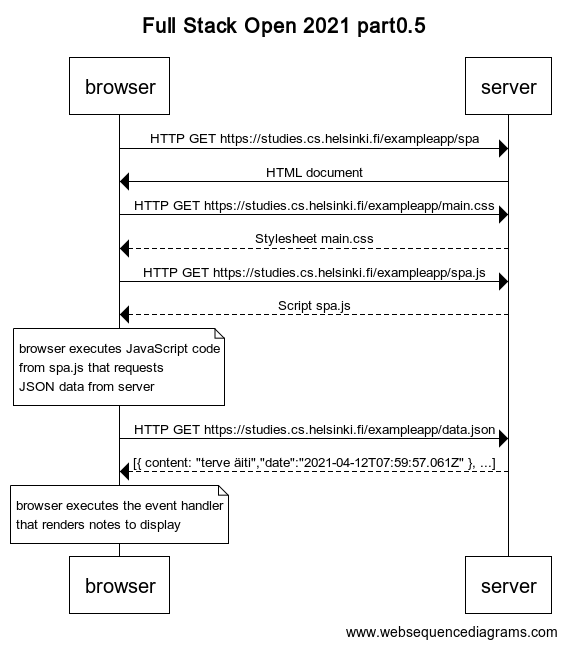 Full Stack Open 2021 part0.5
browser
server
HTTP GET https://studies.cs.helsinki.fi/exampleapp/spa
HTML document
HTTP GET https://studies.cs.helsinki.fi/exampleapp/main.css
Stylesheet main.css
HTTP GET https://studies.cs.helsinki.fi/exampleapp/spa.js
Script spa.js
browser executes JavaScript code
from spa.js that requests
JSON data from server
HTTP GET https://studies.cs.helsinki.fi/exampleapp/data.json
[{ content: "terve äiti","date":"2021-04-12T07:59:57.061Z" }, ...]
browser executes the event handler
that renders notes to display
browser
server
www.websequencediagrams.com